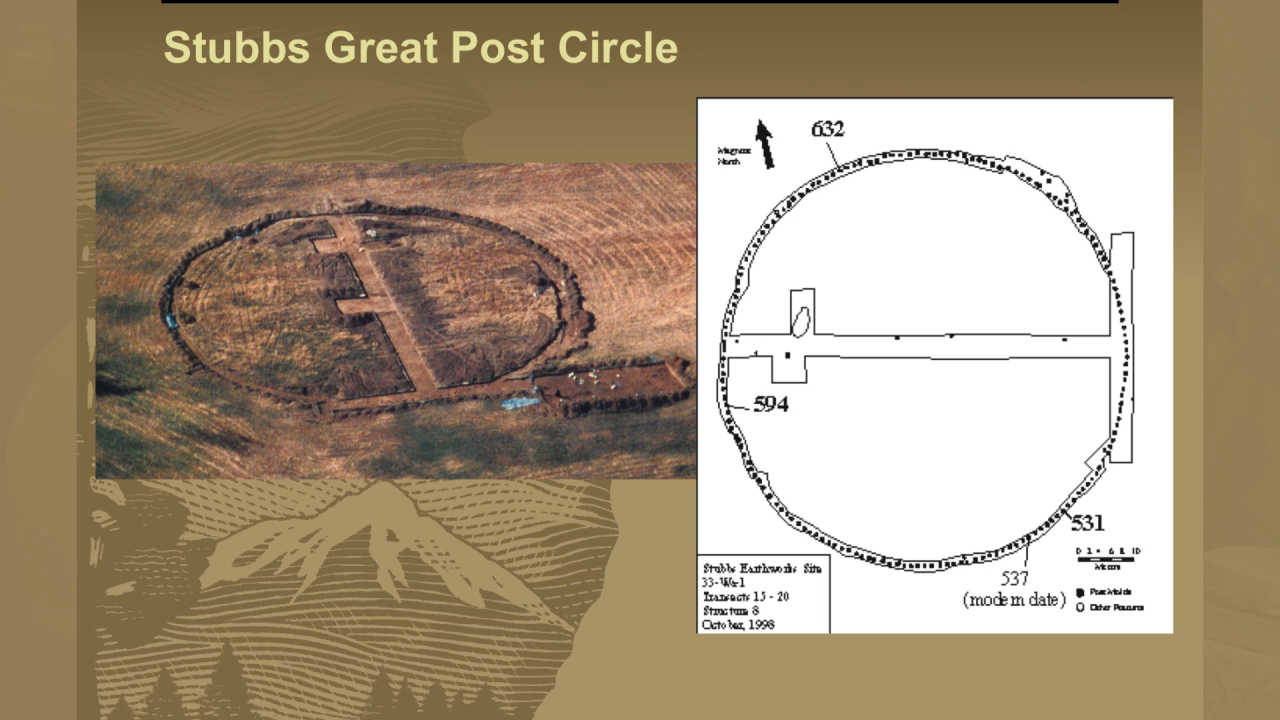 Stubbs Great Post Circle
632
Magnetic
North
594
531
537
(modern date)
Meters
Post Molds
Other Features
Stubbs Earthworks Site
33-Wa-1
Transects 15 - 20
Structure 8
October, 1998